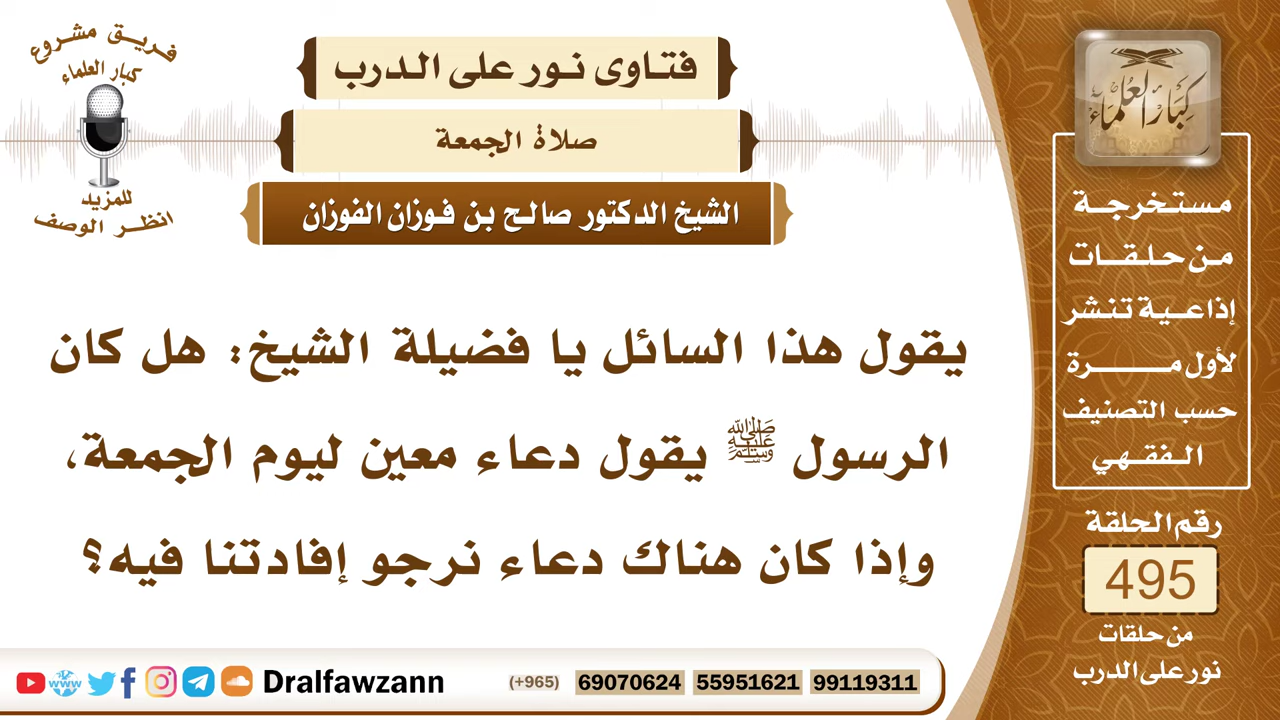 فريق مشروع
كبار العلماء
للمزيد
انظر الوصف
فتاوى نور على الدرب
صلاة الجمعة
الشيخ الدكتور صالح بن فوزان الفوزان
يقول هذا السائل يا فضيلة الشيخ: هل كان
الرسول ﷺ يقول دعاء معين ليوم الجمعة،
وإذا كان هناك دعاء نرجو إفادتنا فيه؟
كبار العلماء
مستخرجة
من حلقات
إذاعية تنشر
لأول مرة
حسب التصنيف
الفقهي
رقم الحلقة
495
من حلقات
نور على الدرب
www Dralfawzann (+965) 69070624 55951621 99119311